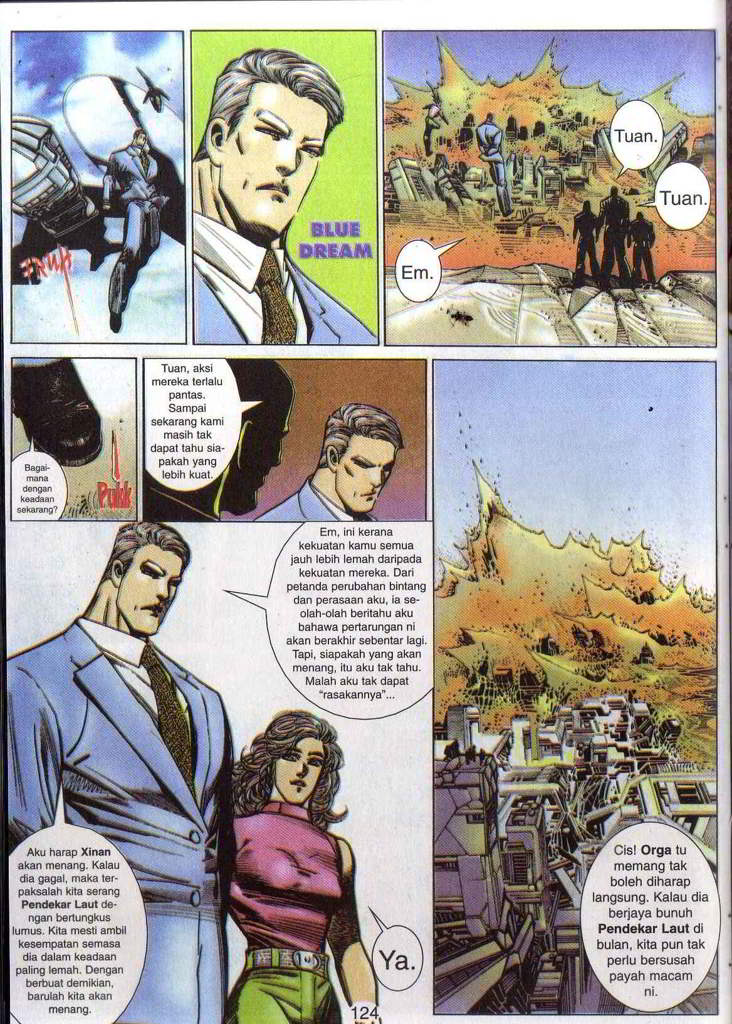 FRUH
BLUE
DREAM
Tuan.
Tuan.
Em.
Bagai-
mana
dengan
keadaan
sekarang?
Pukk
Tuan, aksi
mereka terlalu
pantas.
Sampai
sekarang kami
masih tak
dapat tahu sia-
pakah yang
lebih kuat.
Em, ini kerana
kekuatan kamu semua
jauh lebih lemah daripada
kekuatan mereka. Dari
petanda perubahan bintang
dan perasaan aku, ia se-
olah-olah beritahu aku
bahawa pertarungan ni
akan berakhir sebentar lagi.
Tapi, siapakah yang akan
menang, itu aku tak tahu.
Malah aku tak dapat
“rasakannya”...
Aku harap Xinan
akan menang. Kalau
dia gagal, maka ter-
paksalah kita serang
Pendekar Laut de-
ngan bertungkus
lumus. Kita mesti ambil
kesempatan semasa
dia dalam keadaan
paling lemah. Dengan
berbuat demikian,
barulah kita akan
menang.
Ya.
Cis! Orga tu
memang tak
boleh diharap
langsung. Kalau dia
berjaya bunuh
Pendekar Laut di
bulan, kita pun tak
perlu bersusah
payah macam
ni.
124